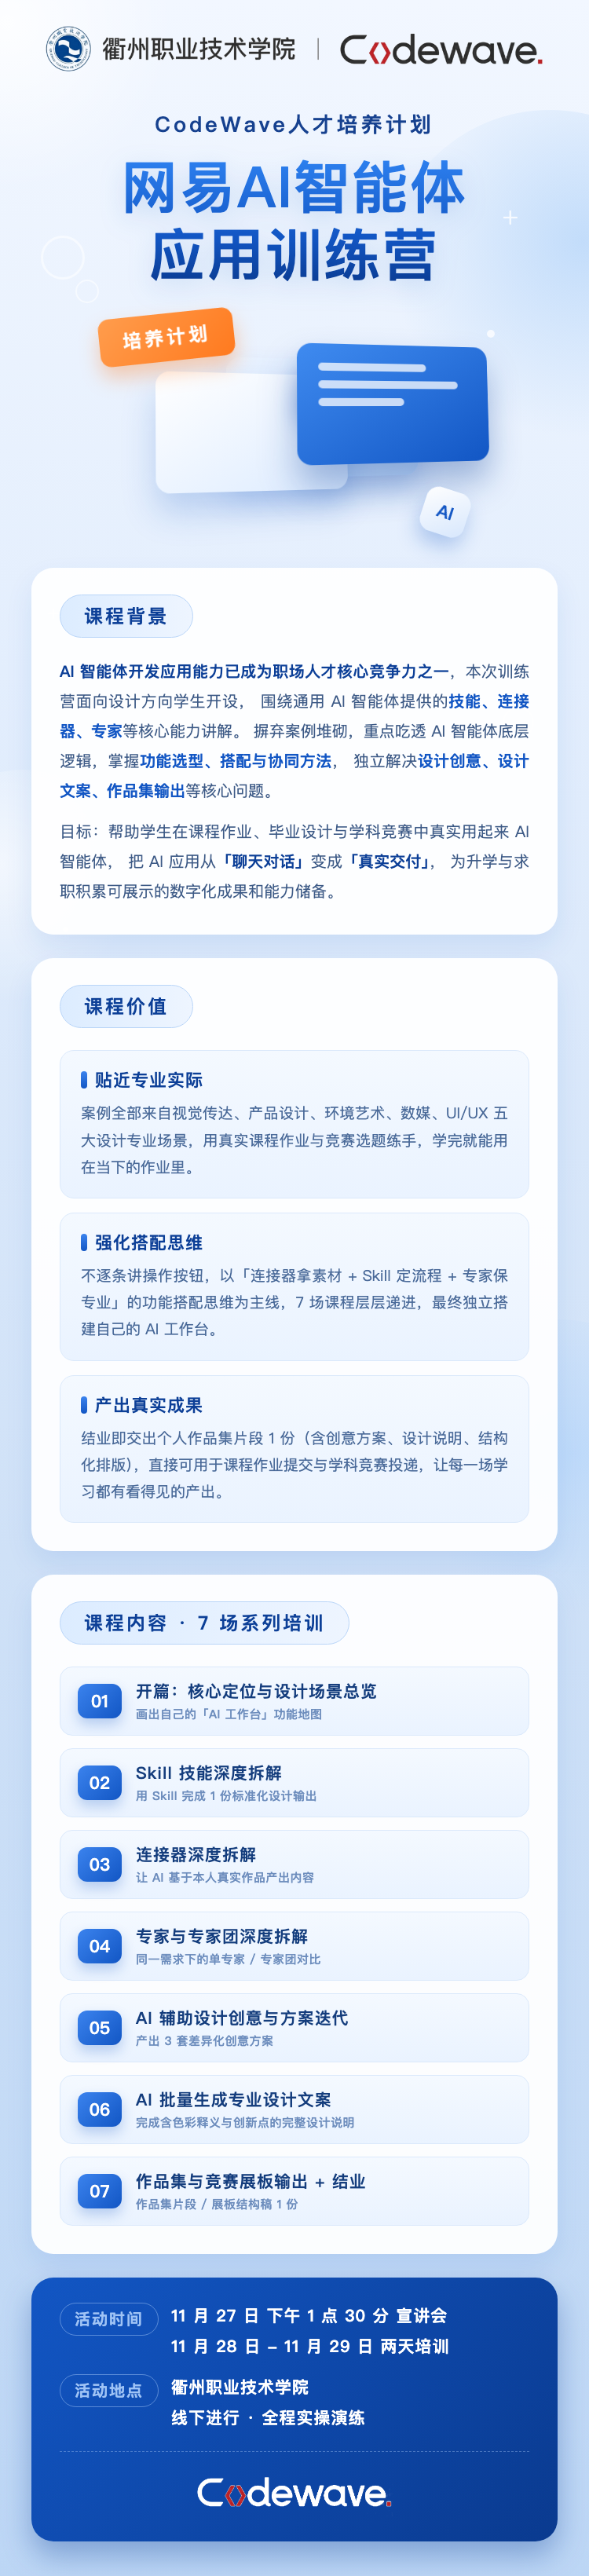 衢州职业技术学院
Codewave.
CodeWave人才培养计划
网易AI智能体
应用训练营
培养计划
AI
课程背景
AI 智能体开发应用能力已成为职场人才核心竞争力之一，本次训练
营面向设计方向学生开设， 围绕通用 AI 智能体提供的技能、连接
器、专家等核心能力讲解。 摒弃案例堆砌，重点吃透 AI 智能体底层
逻辑，掌握功能选型、搭配与协同方法， 独立解决设计创意、设计
文案、作品集输出等核心问题。
目标：帮助学生在课程作业、毕业设计与学科竞赛中真实用起来 AI
智能体， 把 AI 应用从「聊天对话」变成「真实交付」， 为升学与求
职积累可展示的数字化成果和能力储备。
课程价值
贴近专业实际
案例全部来自视觉传达、产品设计、环境艺术、数媒、UI/UX 五
大设计专业场景，用真实课程作业与竞赛选题练手，学完就能用
在当下的作业里。
强化搭配思维
不逐条讲操作按钮，以「连接器拿素材 + Skill 定流程 + 专家保
专业」的功能搭配思维为主线，7 场课程层层递进，最终独立搭
建自己的 AI 工作台。
产出真实成果
结业即交出个人作品集片段 1 份（含创意方案、设计说明、结构
化排版），直接可用于课程作业提交与学科竞赛投递，让每一场学
习都有看得见的产出。
课程内容 · 7 场系列培训
01 开篇：核心定位与设计场景总览
画出自己的「AI 工作台」功能地图
02 Skill 技能深度拆解
用 Skill 完成 1 份标准化设计输出
03 连接器深度拆解
让 AI 基于本人真实作品产出内容
04 专家与专家团深度拆解
同一需求下的单专家 / 专家团对比
05 AI 辅助设计创意与方案迭代
产出 3 套差异化创意方案
06 AI 批量生成专业设计文案
完成含色彩释义与创新点的完整设计说明
07 作品集与竞赛展板输出 + 结业
作品集片段 / 展板结构稿 1 份
活动时间 11 月 27 日 下午 1 点 30 分 宣讲会
11 月 28 日 – 11 月 29 日 两天培训
活动地点 衢州职业技术学院
线下进行 · 全程实操演练
Codewave.